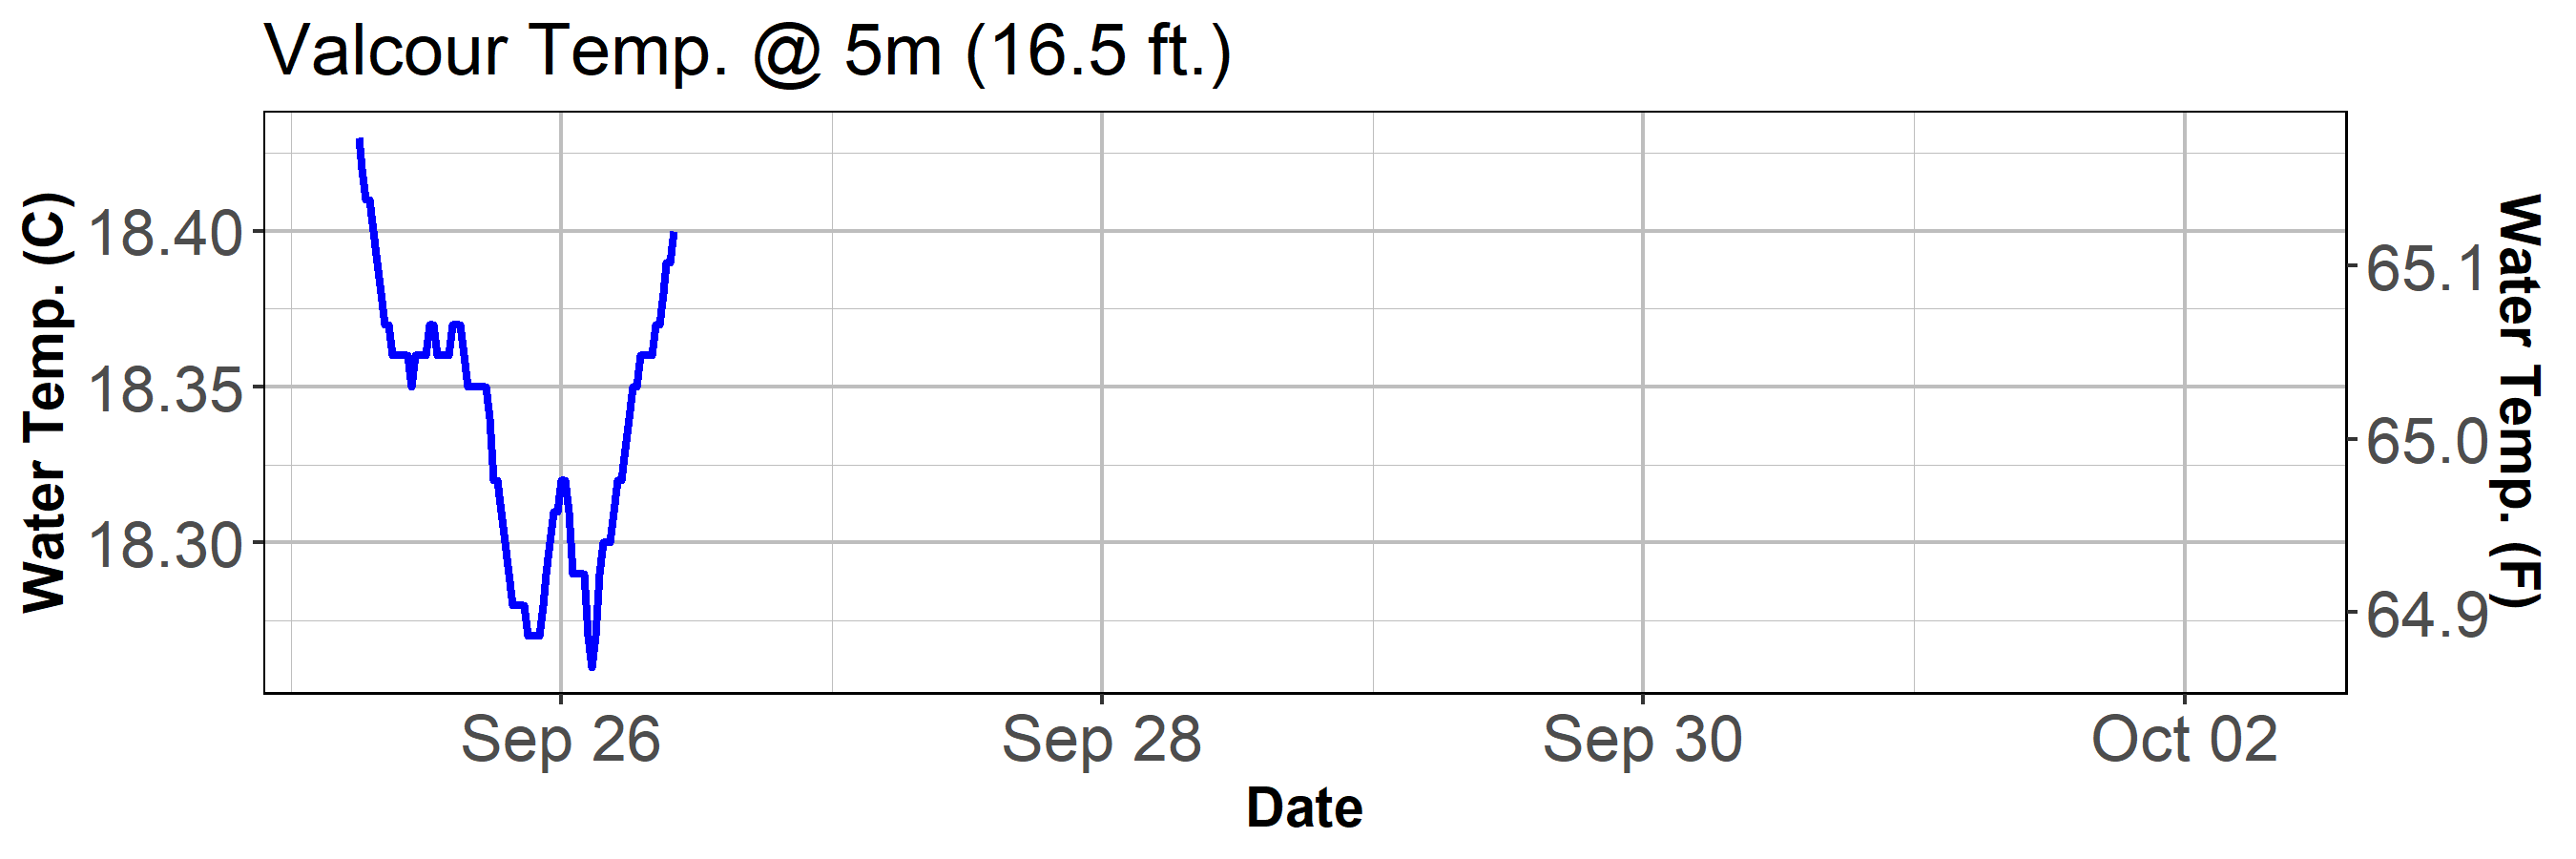 Valcour Temp. @ 5m (16.5 ft.)
Water Temp. (C)
18.40
18.35
18.30
65.1
65.0
64.9
Water Temp. (F)
Sep 26
Sep 28
Sep 30
Oct 02
Date